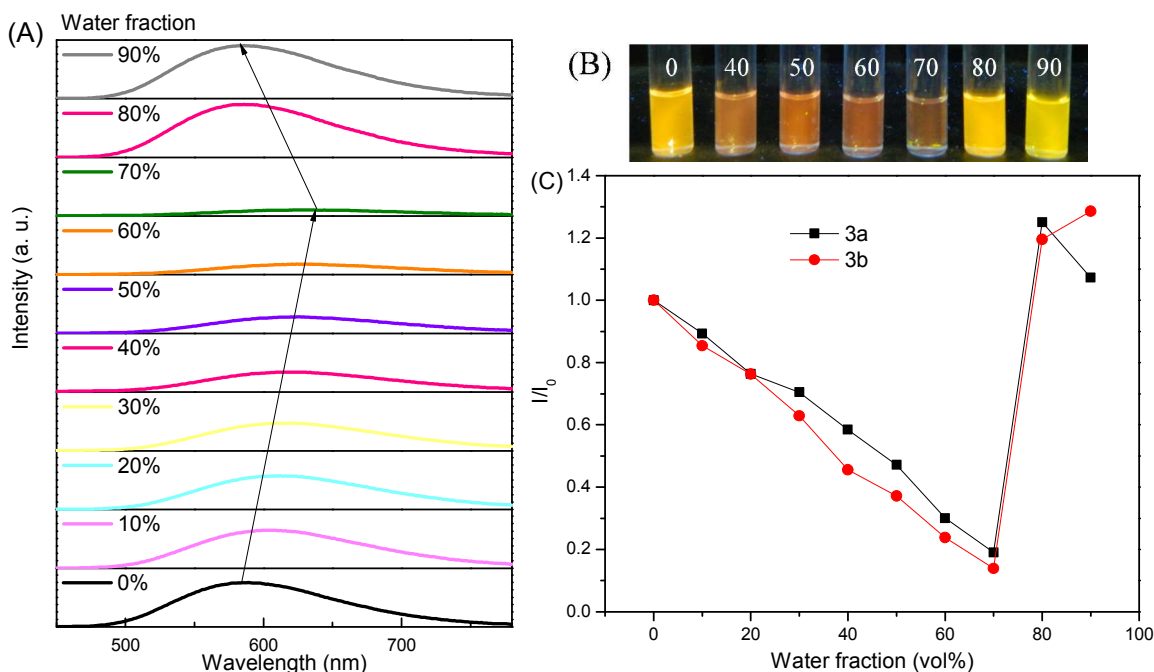 (A)
Water fraction
90%
80%
70%
60%
50%
40%
30%
20%
10%
0%
Intensity (a. u.)
500 600 700
Wavelength (nm)
(B)
0 40 50 60 70 80 90
(C)
1.4
1.2
1.0
0.8
0.6
0.4
0.2
0.0
I/I0
3a
3b
0 20 40 60 80 100
Water fraction (vol%)